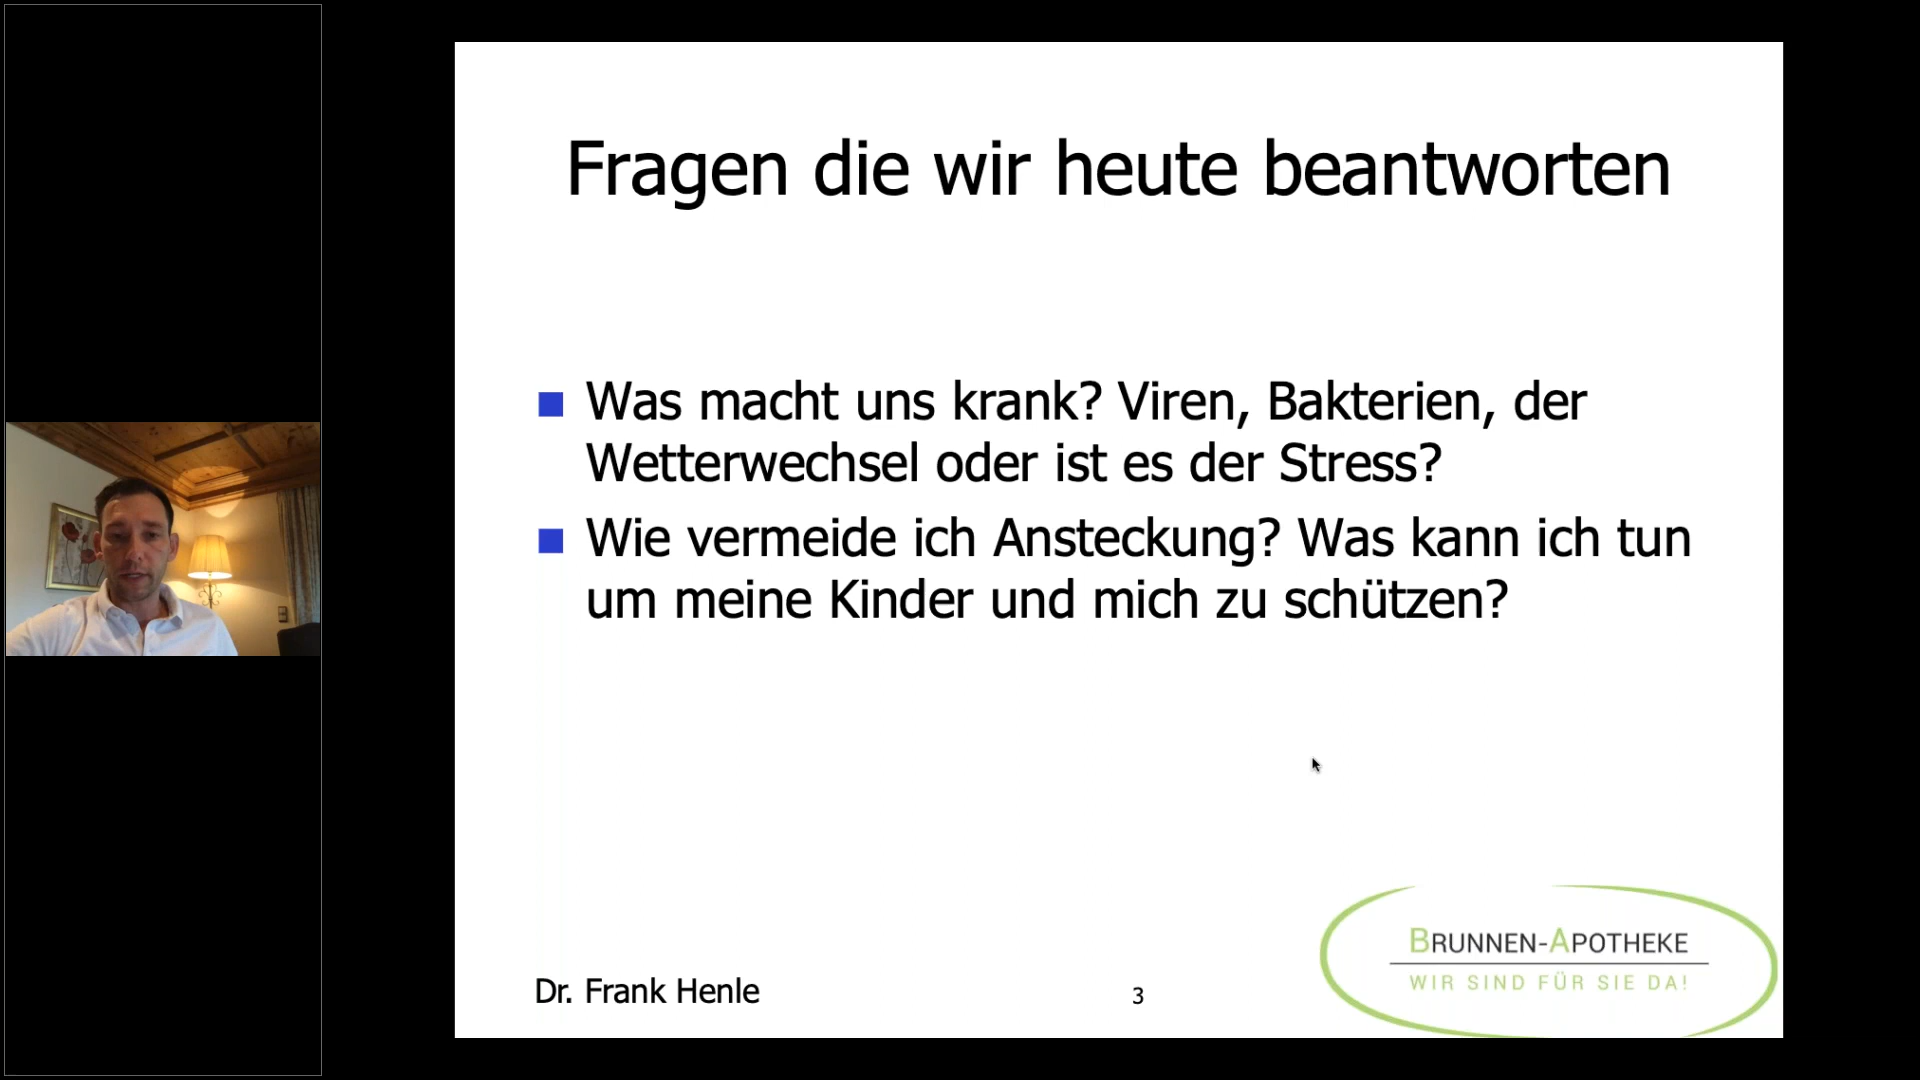 Fragen die wir heute beantworten
Was macht uns krank? Viren, Bakterien, der
Wetterwechsel oder ist es der Stress?
Wie vermeide ich Ansteckung? Was kann ich tun
um meine Kinder und mich zu schützen?
Dr. Frank Henle
3
BRUNNEN-APOTHEKE
WIR SIND FÜR SIE DA!